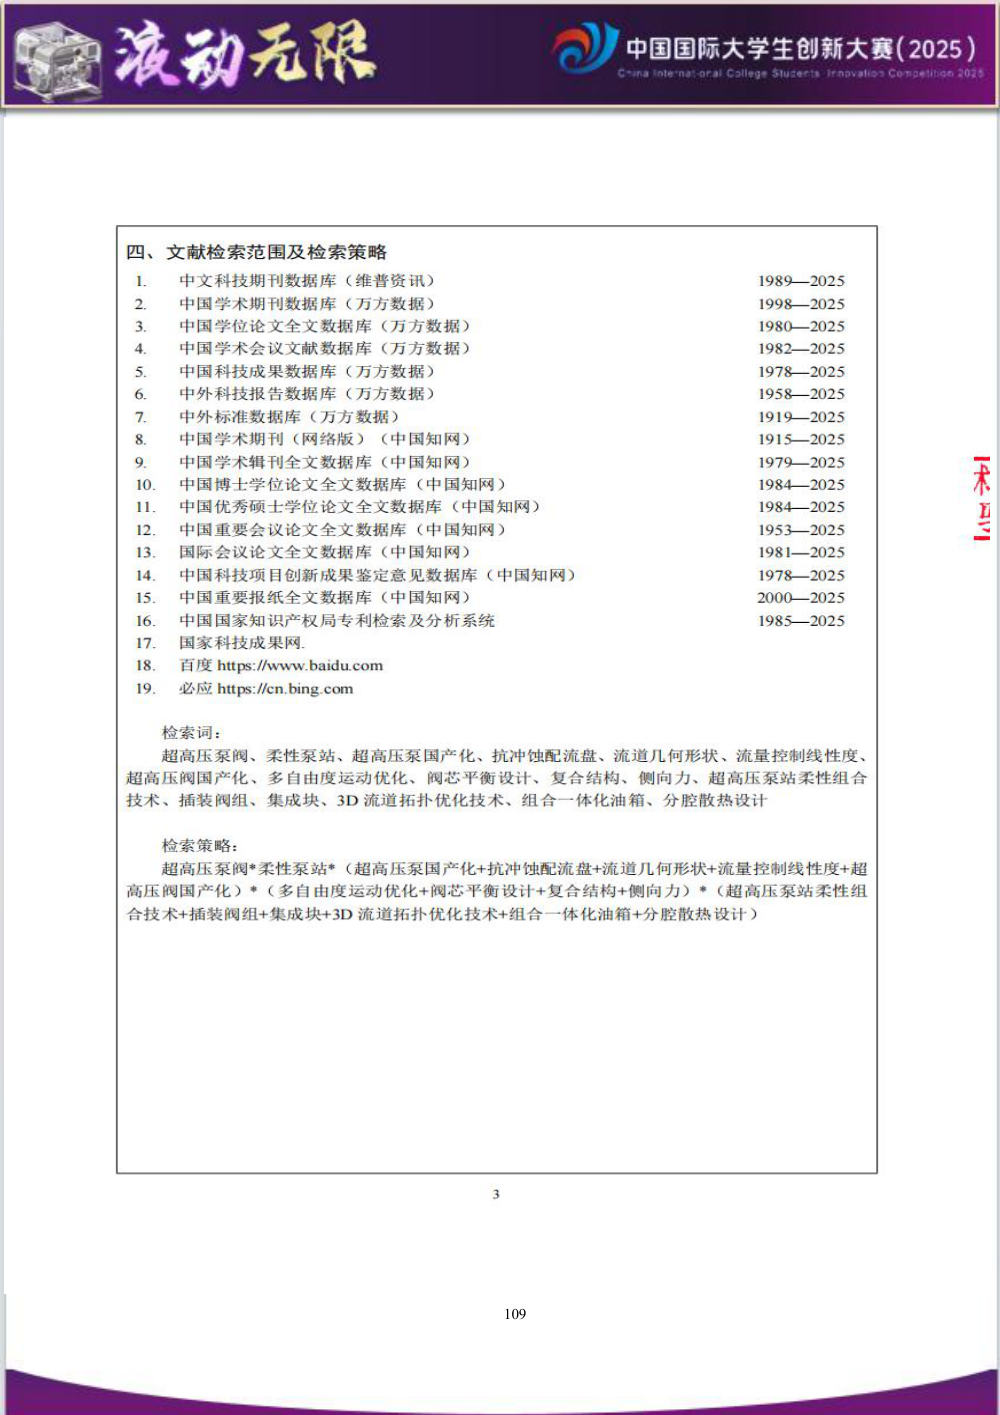 液动无限
中国国际大学生创新大赛(2025)
China International College Students' Innovation Competition 2025
四、文献检索范围及检索策略
1. 中文科技期刊数据库（维普资讯） 1989—2025
2. 中国学术期刊数据库（万方数据） 1998—2025
3. 中国学位论文全文数据库（万方数据） 1980—2025
4. 中国学术会议文献数据库（万方数据） 1982—2025
5. 中国科技成果数据库（万方数据） 1978—2025
6. 中外科技报告数据库（万方数据） 1958—2025
7. 中外标准数据库（万方数据） 1919—2025
8. 中国学术期刊（网络版）（中国知网） 1915—2025
9. 中国学术辑刊全文数据库（中国知网） 1979—2025
10. 中国博士学位论文全文数据库（中国知网） 1984—2025
11. 中国优秀硕士学位论文全文数据库（中国知网） 1984—2025
12. 中国重要会议论文全文数据库（中国知网） 1953—2025
13. 国际会议论文全文数据库（中国知网） 1981—2025
14. 中国科技项目创新成果鉴定意见数据库（中国知网） 1978—2025
15. 中国重要报纸全文数据库（中国知网） 2000—2025
16. 中国国家知识产权局专利检索及分析系统 1985—2025
17. 国家科技成果网.
18. 百度 https://www.baidu.com
19. 必应 https://cn.bing.com
检索词：
超高压泵阀、柔性泵站、超高压泵国产化、抗冲蚀配流盘、流道几何形状、流量控制线性度、
超高压阀国产化、多自由度运动优化、阀芯平衡设计、复合结构、侧向力、超高压泵站柔性组合
技术、插装阀组、集成块、3D 流道拓扑优化技术、组合一体化油箱、分腔散热设计
检索策略：
超高压泵阀*柔性泵站*（超高压泵国产化+抗冲蚀配流盘+流道几何形状+流量控制线性度+超
高压阀国产化）*（多自由度运动优化+阀芯平衡设计+复合结构+侧向力）*（超高压泵站柔性组
合技术+插装阀组+集成块+3D 流道拓扑优化技术+组合一体化油箱+分腔散热设计）
3
109